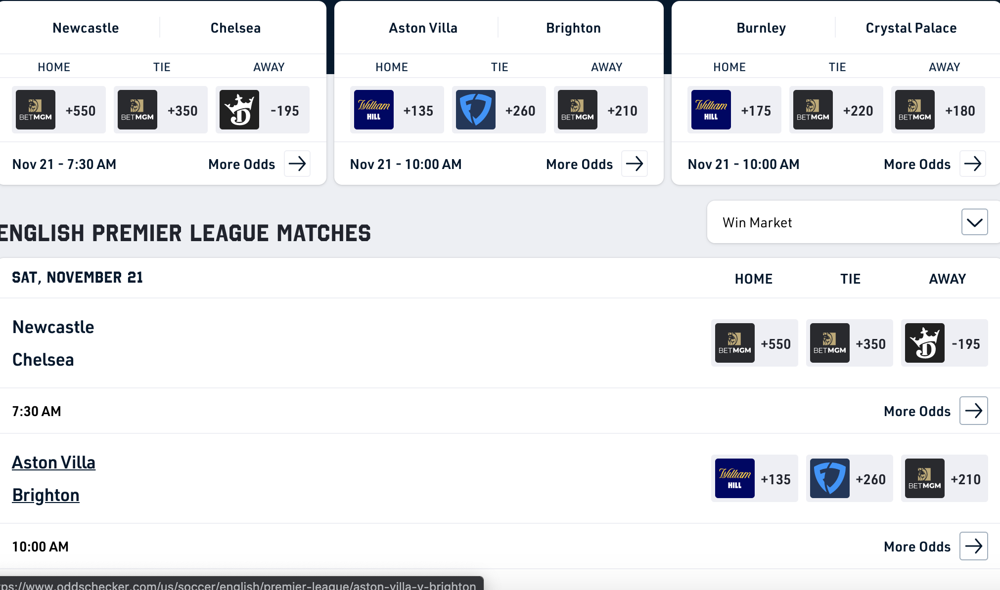 Newcastle Chelsea
HOME TIE AWAY
BETMGM +550 BETMGM +350 -195
Nov 21 - 7:30 AM More Odds
Aston Villa Brighton
HOME TIE AWAY
William HILL +135 +260 BETMGM +210
Nov 21 - 10:00 AM More Odds
Burnley Crystal Palace
HOME TIE AWAY
William HILL +175 BETMGM +220 BETMGM +180
Nov 21 - 10:00 AM More Odds
ENGLISH PREMIER LEAGUE MATCHES
Win Market
SAT, NOVEMBER 21 HOME TIE AWAY
Newcastle
Chelsea
BETMGM +550 BETMGM +350 -195
7:30 AM More Odds
Aston Villa
Brighton
William HILL +135 +260 BETMGM +210
10:00 AM More Odds
ps://www.oddschecker.com/us/soccer/english/premier-league/aston-villa-v-brighton